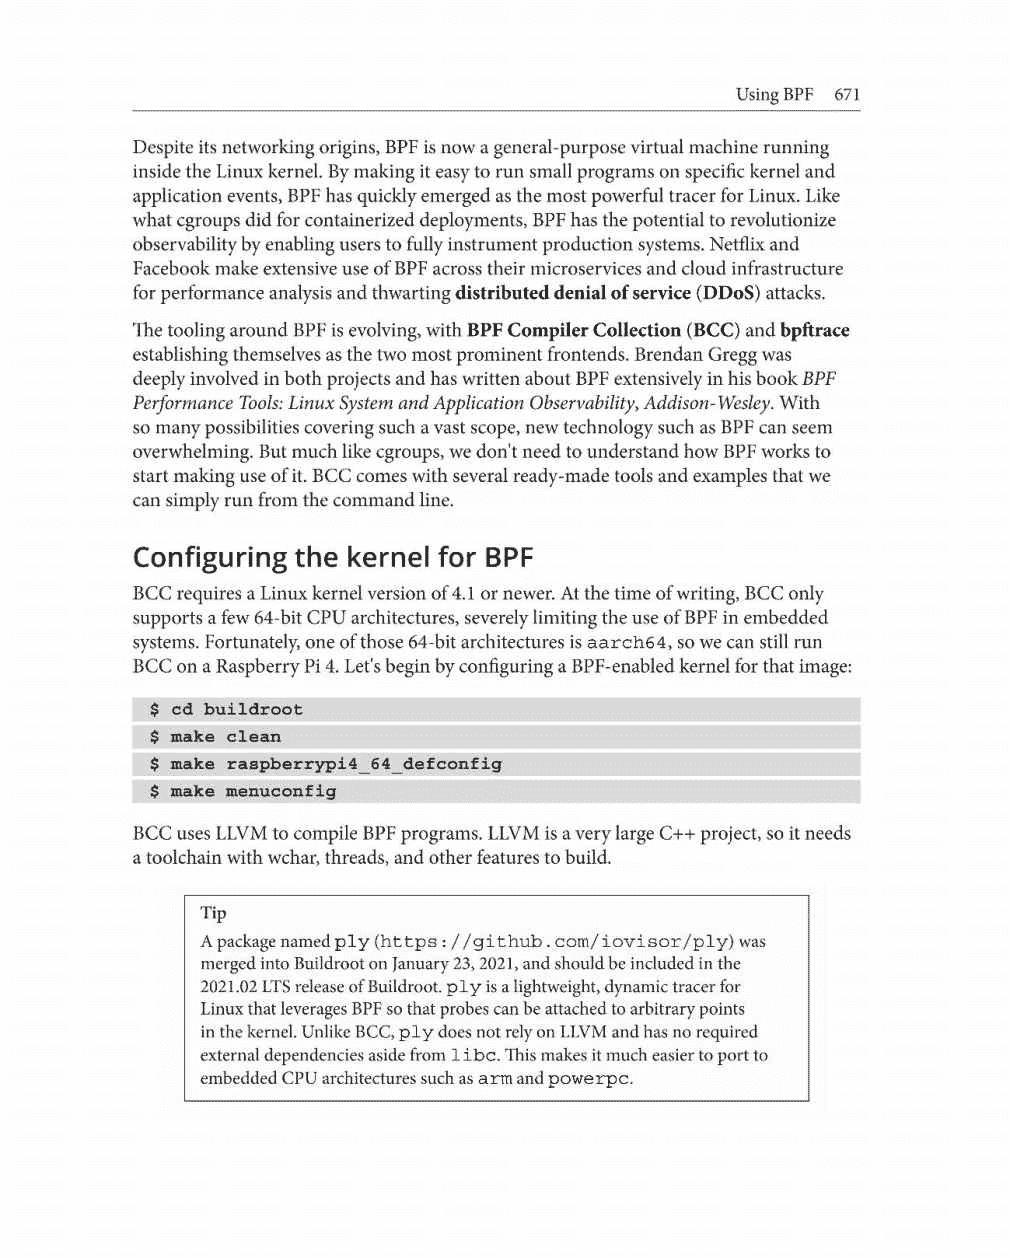 Using BPF 671
Despite its networking origins, BPF is now a general-purpose virtual machine running
inside the Linux kernel. By making it easy to run small programs on specific kernel and
application events, BPF has quickly emerged as the most powerful tracer for Linux. Like
what cgroups did for containerized deployments, BPF has the potential to revolutionize
observability by enabling users to fully instrument production systems. Netflix and
Facebook make extensive use of BPF across their microservices and cloud infrastructure
for performance analysis and thwarting distributed denial of service (DDoS) attacks.
The tooling around BPF is evolving, with BPF Compiler Collection (BCC) and bpftrace
establishing themselves as the two most prominent frontends. Brendan Gregg was
deeply involved in both projects and has written about BPF extensively in his book BPF
Performance Tools: Linux System and Application Observability, Addison-Wesley. With
so many possibilities covering such a vast scope, new technology such as BPF can seem
overwhelming. But much like cgroups, we don't need to understand how BPF works to
start making use of it. BCC comes with several ready-made tools and examples that we
can simply run from the command line.
Configuring the kernel for BPF
BCC requires a Linux kernel version of 4.1 or newer. At the time of writing, BCC only
supports a few 64-bit CPU architectures, severely limiting the use of BPF in embedded
systems. Fortunately, one of those 64-bit architectures is aarch64, so we can still run
BCC on a Raspberry Pi 4. Let's begin by configuring a BPF-enabled kernel for that image:
$ cd buildroot
$ make clean
$ make raspberrypi4_64_defconfig
$ make menuconfig
BCC uses LLVM to compile BPF programs. LLVM is a very large C++ project, so it needs
a toolchain with wchar, threads, and other features to build.
Tip
A package named ply (https://github.com/iovisor/ply) was
merged into Buildroot on January 23, 2021, and should be included in the
2021.02 LTS release of Buildroot. ply is a lightweight, dynamic tracer for
Linux that leverages BPF so that probes can be attached to arbitrary points
in the kernel. Unlike BCC, ply does not rely on LLVM and has no required
external dependencies aside from libc. This makes it much easier to port to
embedded CPU architectures such as arm and powerpc.